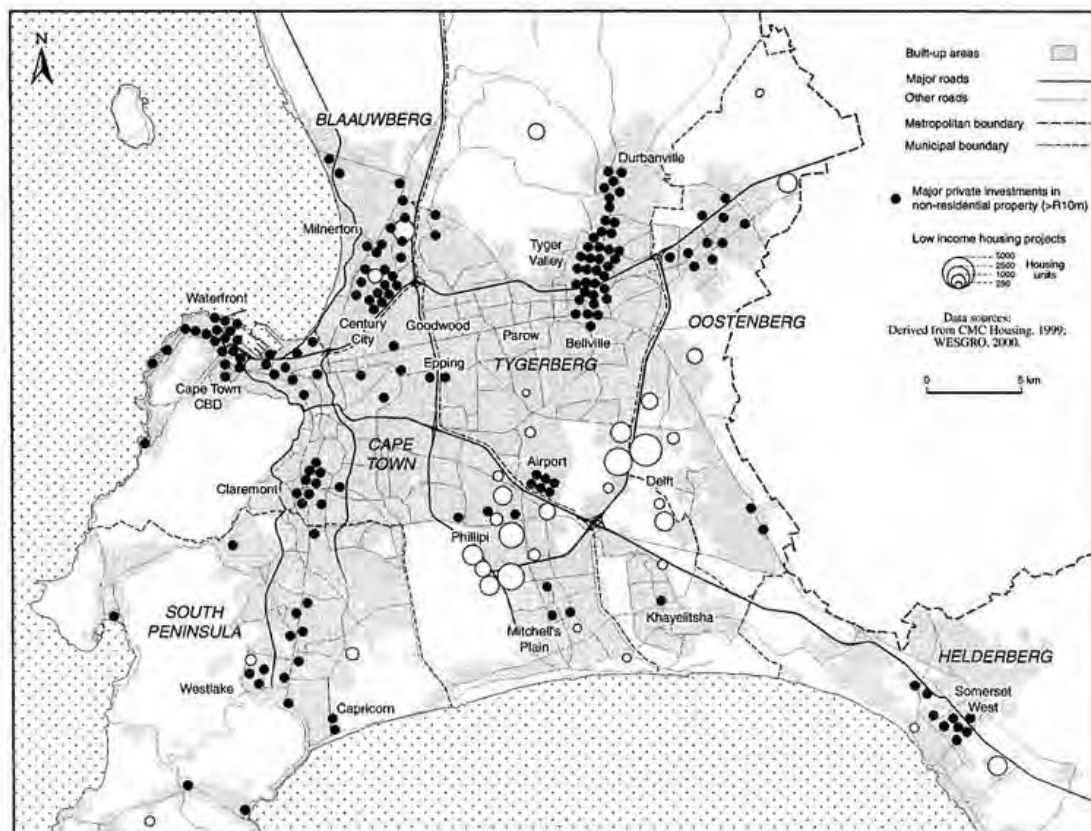 N
BLAAUWBERG
Durbanville
Milnerton
Tyger
Valley
Waterfront
Century
City
Goodwood
Parow
Bellville
OOSTENBERG
Epping
TYGERBERG
Cape Town
CBD
CAPE
TOWN
Airport
Claremont
Delft
Phillipi
SOUTH
PENINSULA
Mitchell's
Plain
Khayelitsha
HELDERBERG
Westlake
Somerset
West
Capricorn
Built-up areas
Major roads
Other roads
Metropolitan boundary
Municipal boundary
Major private investments in
non-residential property (>R10m)
Low income housing projects
5000
2500
1000
250
Housing
units
Data sources:
Derived from CMC Housing, 1999;
WESGRO, 2000.
0
5 km